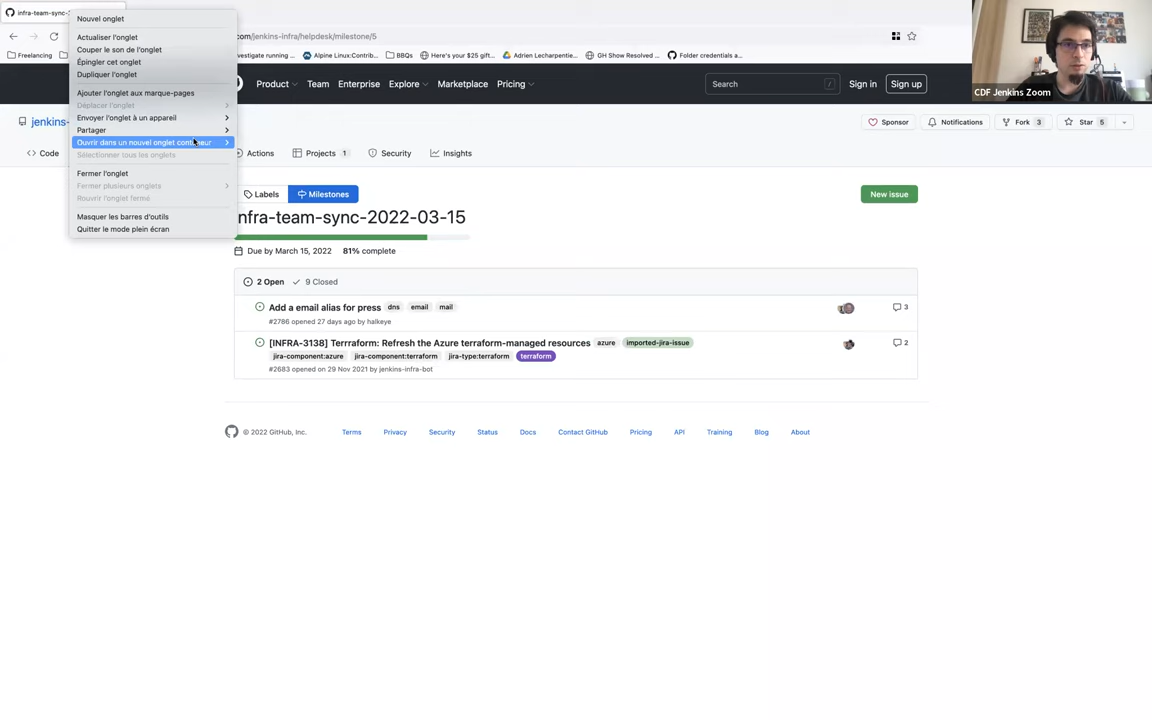 infra-team-sync-2
Nouvel onglet
Actualiser l'onglet
Couper le son de l'onglet
Épingler cet onglet
Dupliquer l'onglet
Ajouter l'onglet aux marque-pages
Déplacer l'onglet
Envoyer l'onglet à un appareil
Partager
Ouvrir dans un nouvel onglet conteneur
Sélectionner tous les onglets
Fermer l'onglet
Fermer plusieurs onglets
Rouvrir l'onglet fermé
Masquer les barres d'outils
Quitter le mode plein écran
com/jenkins-infra/helpdesk/milestone/5
Freelancing
vestigate running ...
Alpine Linux:Contrib...
BBQs
Here's your $25 gift...
Adrien Lecharpentie...
GH Show Resolved ...
Folder credentials a...
CDF Jenkins Zoom
Product
Team
Enterprise
Explore
Marketplace
Pricing
Search
/
Sign in
Sign up
jenkins-
Sponsor
Notifications
Fork 3
Star 5
Code
Actions
Projects 1
Security
Insights
Labels
Milestones
New issue
nfra-team-sync-2022-03-15
Due by March 15, 2022 81% complete
2 Open 9 Closed
Add a email alias for press dns email mail 3
#2786 opened 27 days ago by halkeye
[INFRA-3138] Terrraform: Refresh the Azure terraform-managed resources azure imported-jira-issue 2
jira-component:azure jira-component:terraform jira-type:terraform terraform
#2683 opened on 29 Nov 2021 by jenkins-infra-bot
© 2022 GitHub, Inc.
Terms
Privacy
Security
Status
Docs
Contact GitHub
Pricing
API
Training
Blog
About